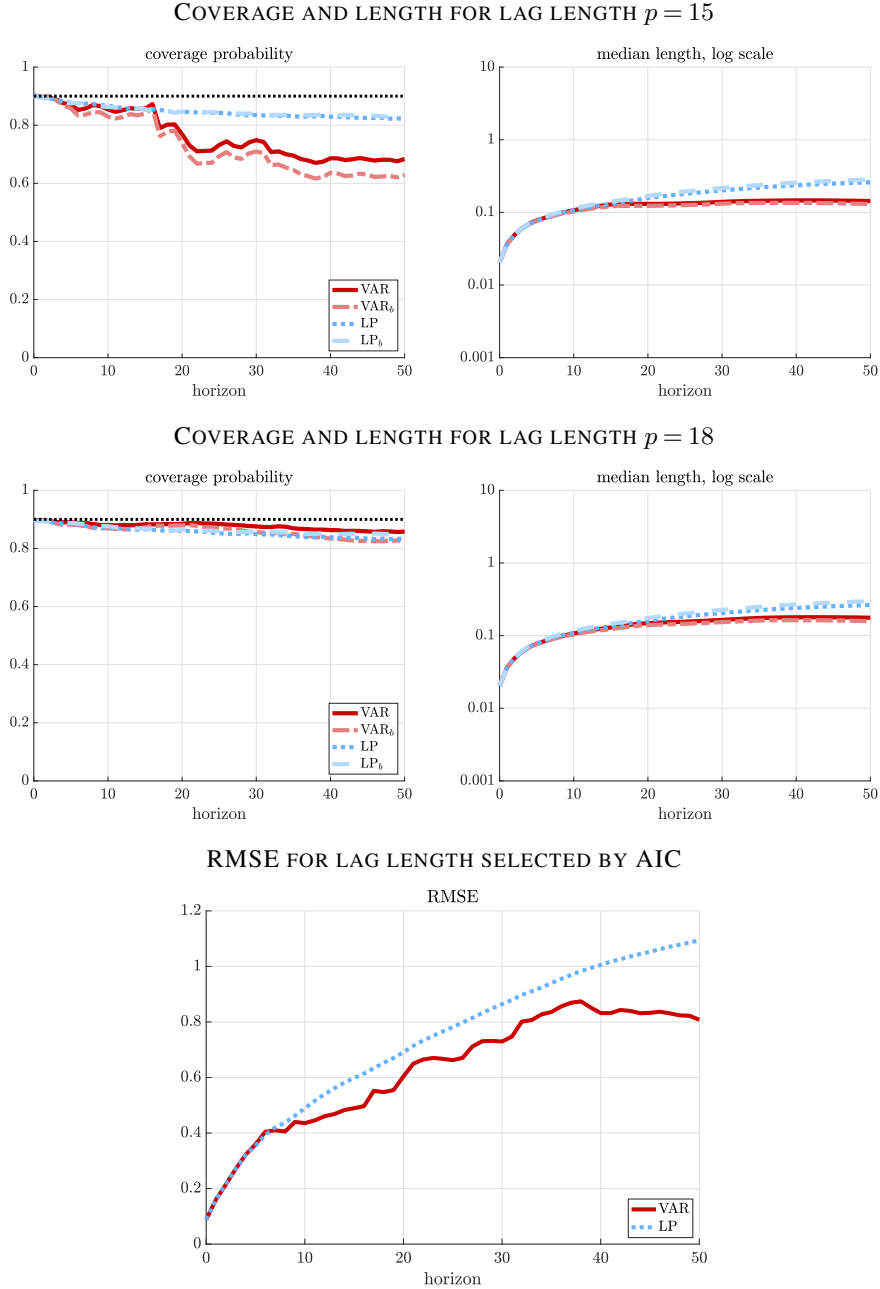 COVERAGE AND LENGTH FOR LAG LENGTH p = 15
coverage probability
median length, log scale
1
0.8
0.6
0.4
0.2
0
0 10 20 30 40 50
horizon
VAR
VAR_b
LP
LP_b
10
1
0.1
0.01
0.001
0 10 20 30 40 50
horizon
COVERAGE AND LENGTH FOR LAG LENGTH p = 18
coverage probability
median length, log scale
1
0.8
0.6
0.4
0.2
0
0 10 20 30 40 50
horizon
VAR
VAR_b
LP
LP_b
10
1
0.1
0.01
0.001
0 10 20 30 40 50
horizon
RMSE FOR LAG LENGTH SELECTED BY AIC
RMSE
1.2
1
0.8
0.6
0.4
0.2
0
0 10 20 30 40 50
horizon
VAR
LP